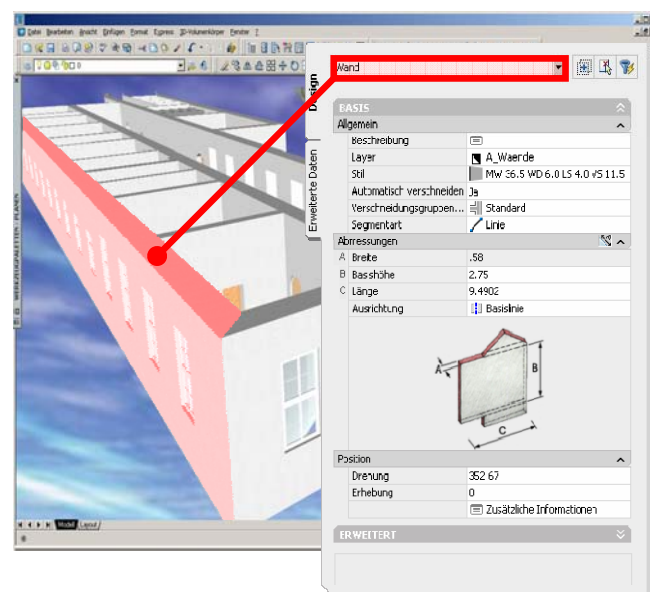 Datei Bearbeiten Ansicht Einfügen Format Express 3D-Volumenkörper Fenster ?
WERKZEUGPALETTEN - PLANEN
Modell Layout
Design
Erweiterte Daten
Wand
BASIS
Allgemein
Beschreibung
Layer A_Waende
Stil MW 36.5 WD 6.0 LS 4.0 VS 11.5
Automatisch verschneiden Ja
Verschneidungsgruppen... Standard
Segmentart Linie
Abmessungen
A Breite .58
B Basishöhe 2.75
C Länge 9.4902
Ausrichtung Basislinie
A
B
C
Position
Drehung 352.67
Erhebung 0
Zusätzliche Informationen
ERWEITERT